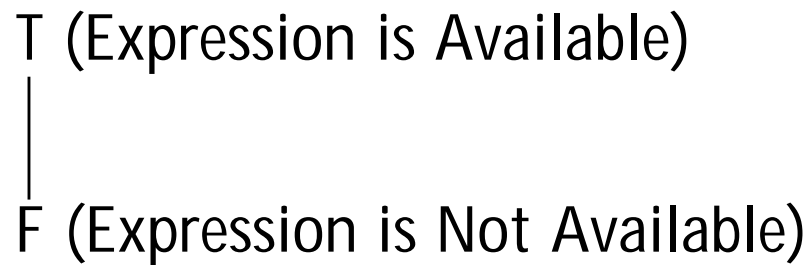 T (Expression is Available)
F (Expression is Not Available)